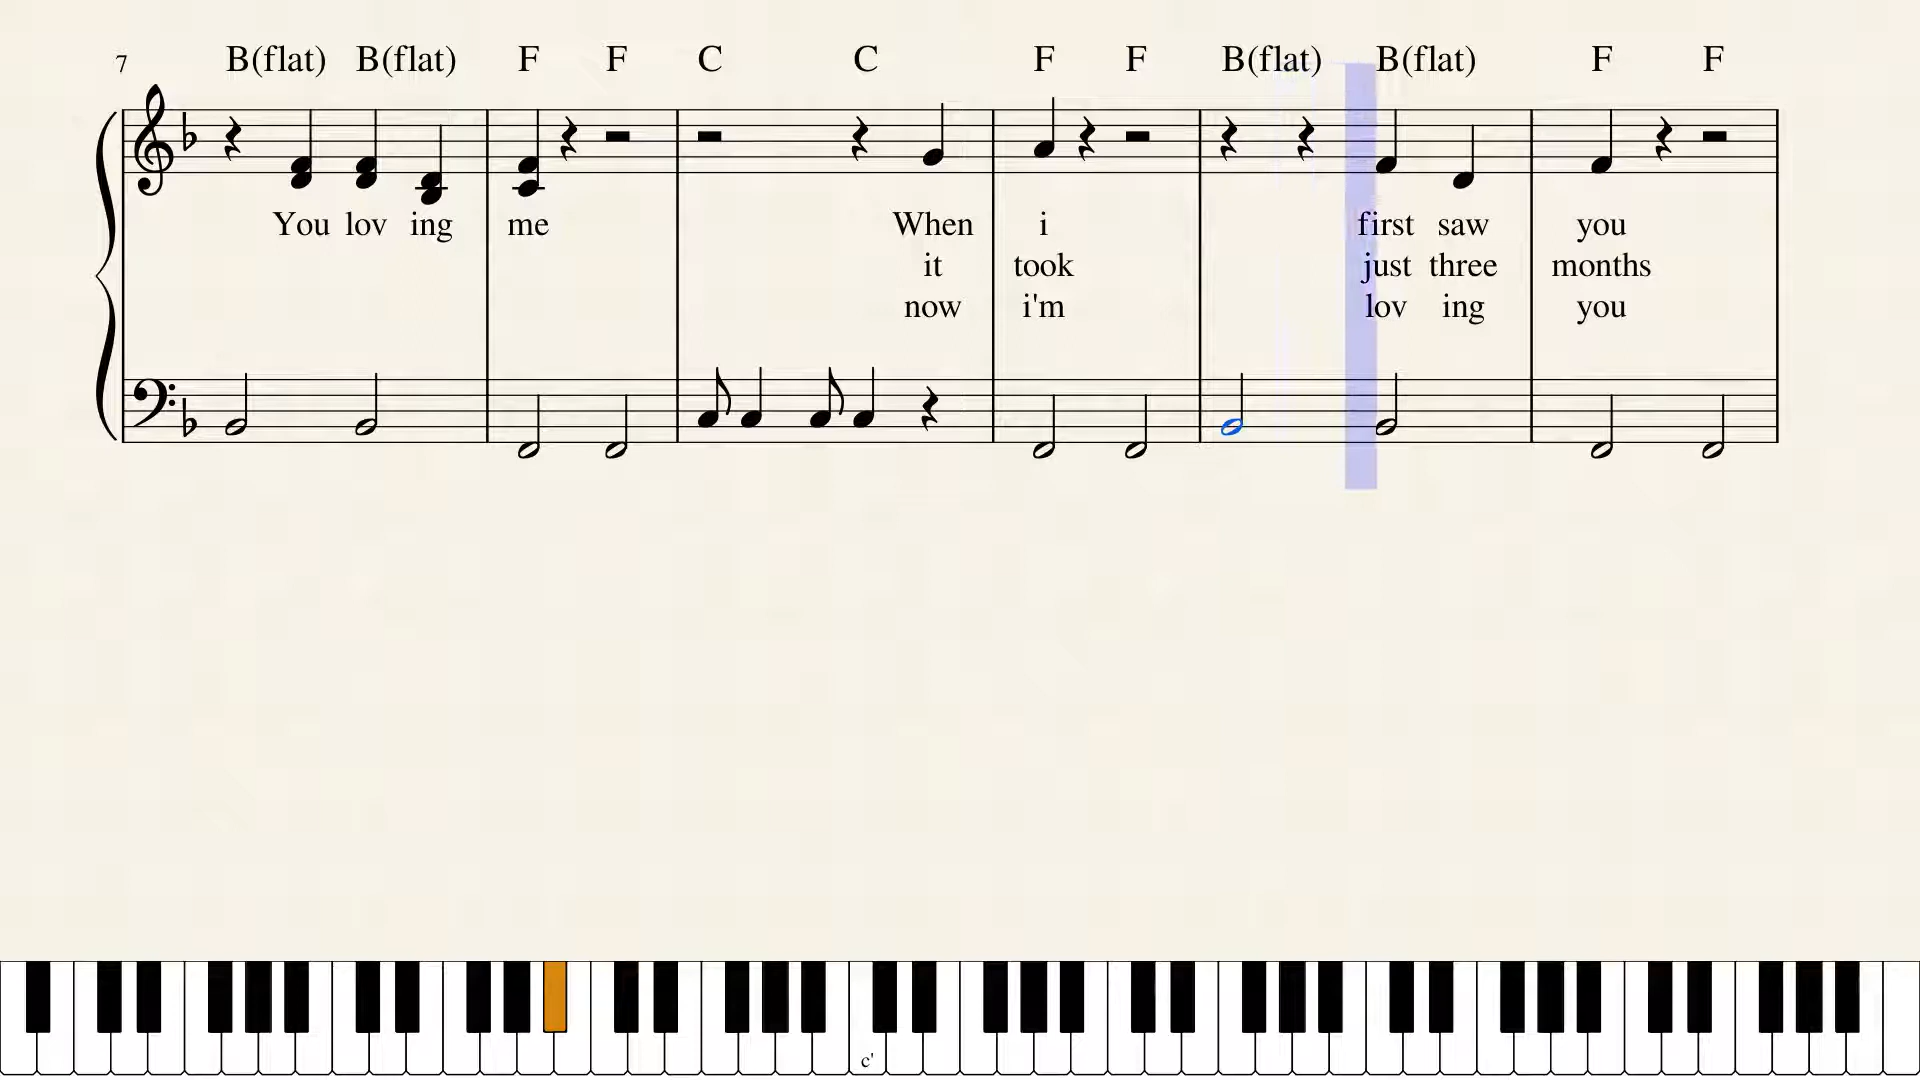 7 B(flat) B(flat) F F C C F F B(flat) B(flat) F F
You lov ing me When i first saw you
it took just three months
now i'm lov ing you
c'